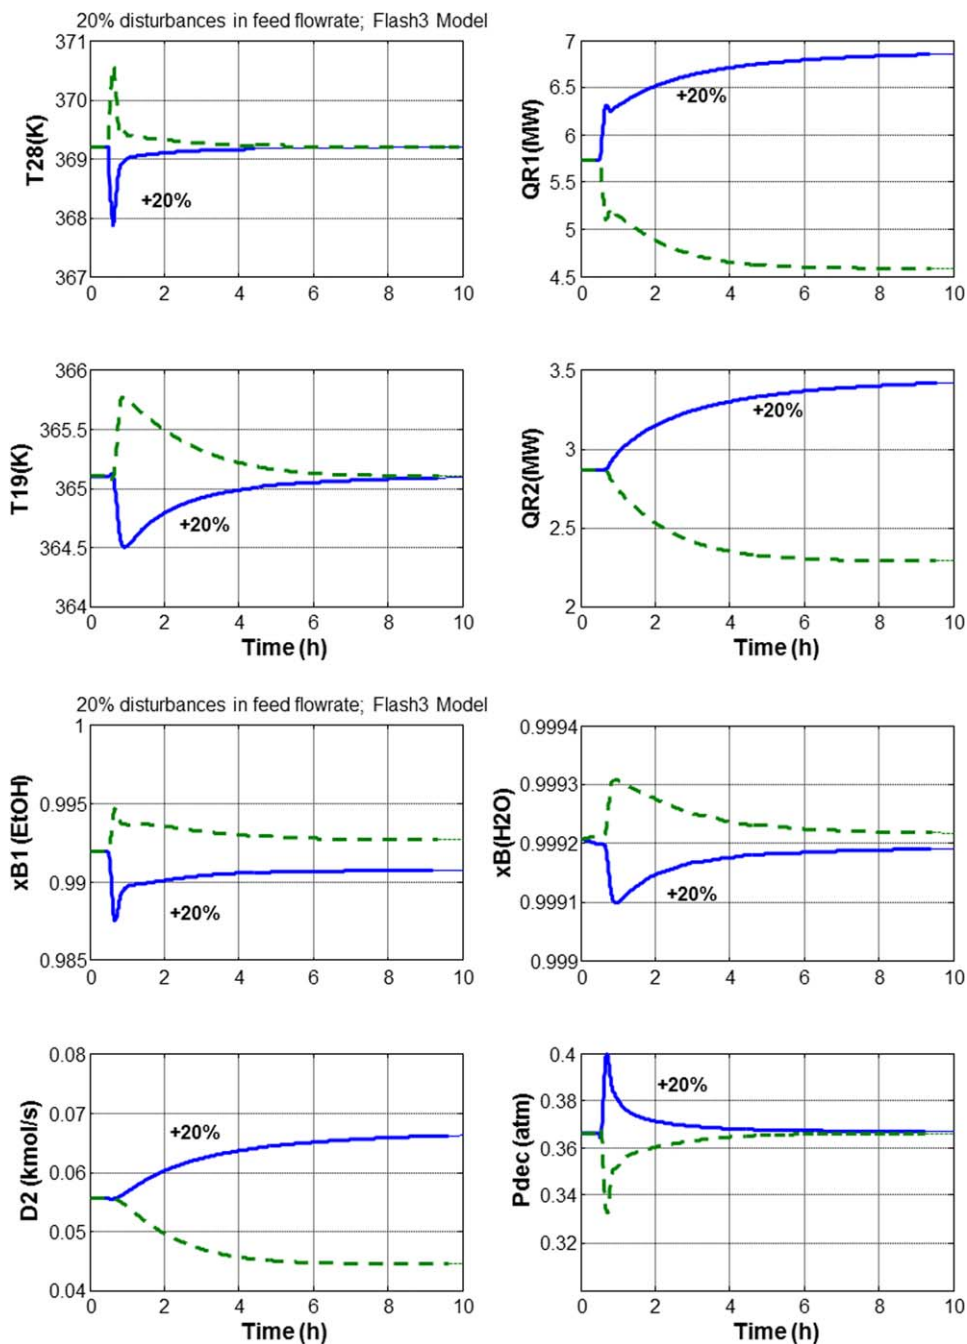 20% disturbances in feed flowrate; Flash3 Model
371
370
369
368
367
T28(K)
+20%
0 2 4 6 8 10
7
6.5
6
5.5
5
4.5
QR1(MW)
+20%
0 2 4 6 8 10
366
365.5
365
364.5
364
T19(K)
+20%
0 2 4 6 8 10
Time (h)
3.5
3
2.5
2
QR2(MW)
+20%
0 2 4 6 8 10
Time (h)
20% disturbances in feed flowrate; Flash3 Model
1
0.995
0.99
0.985
xB1 (EtOH)
+20%
0 2 4 6 8 10
0.9994
0.9993
0.9992
0.9991
0.999
xB(H2O)
+20%
0 2 4 6 8 10
0.08
0.07
0.06
0.05
0.04
D2 (kmol/s)
+20%
0 2 4 6 8 10
Time (h)
0.4
0.38
0.36
0.34
0.32
Pdec (atm)
+20%
0 2 4 6 8 10
Time (h)